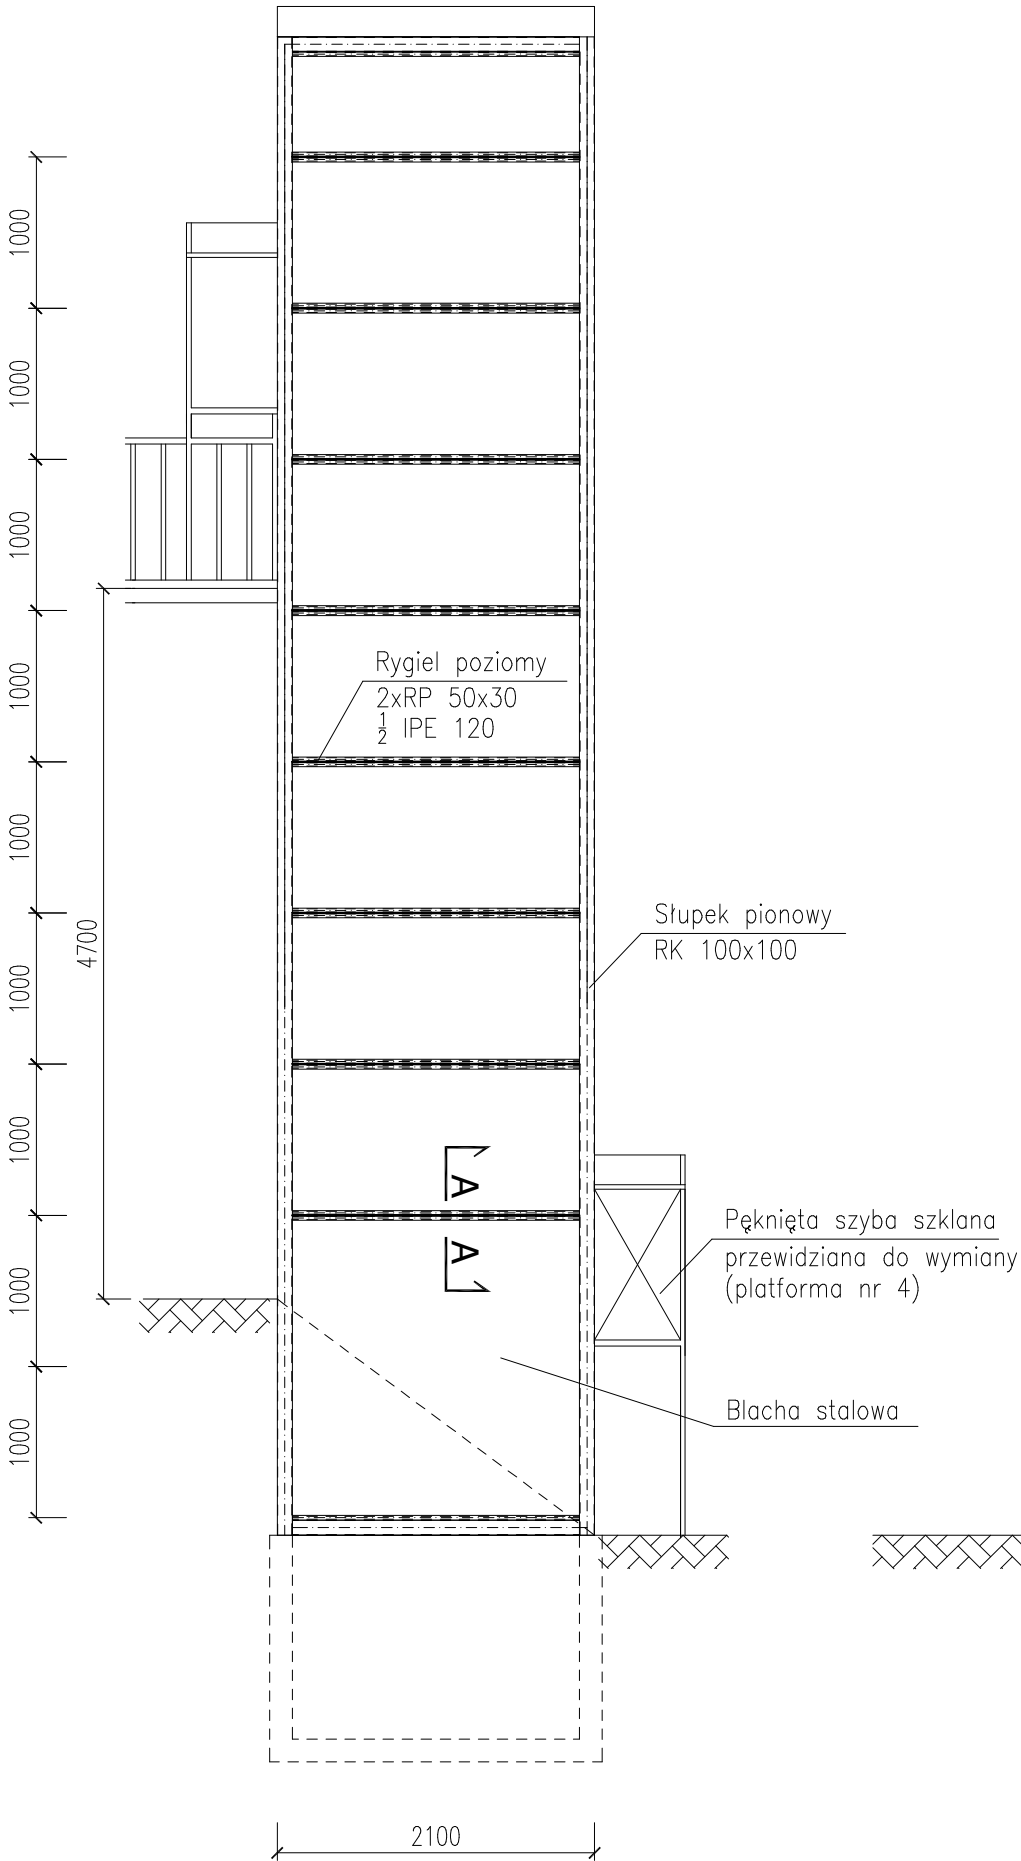 1000
1000
1000
1000
1000
1000
1000
1000
1000
4700
Rygiel poziomy
2xRP 50x30
1/2 IPE 120
Słupek pionowy
RK 100x100
A
A
Pęknięta szyba szklana
przewidziana do wymiany
(platforma nr 4)
Blacha stalowa
2100